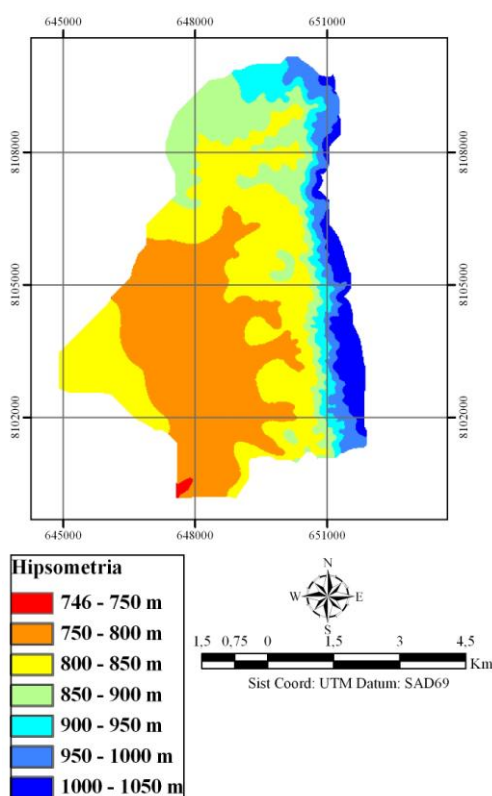 645000 648000 651000
8108000 8108000
8105000 8105000
8102000 8102000
645000 648000 651000
Hipsometria
746 - 750 m
750 - 800 m
800 - 850 m
850 - 900 m
900 - 950 m
950 - 1000 m
1000 - 1050 m
N
W E
S
1,5 0,75 0 1,5 3 4,5
Km
Sist Coord: UTM Datum: SAD69